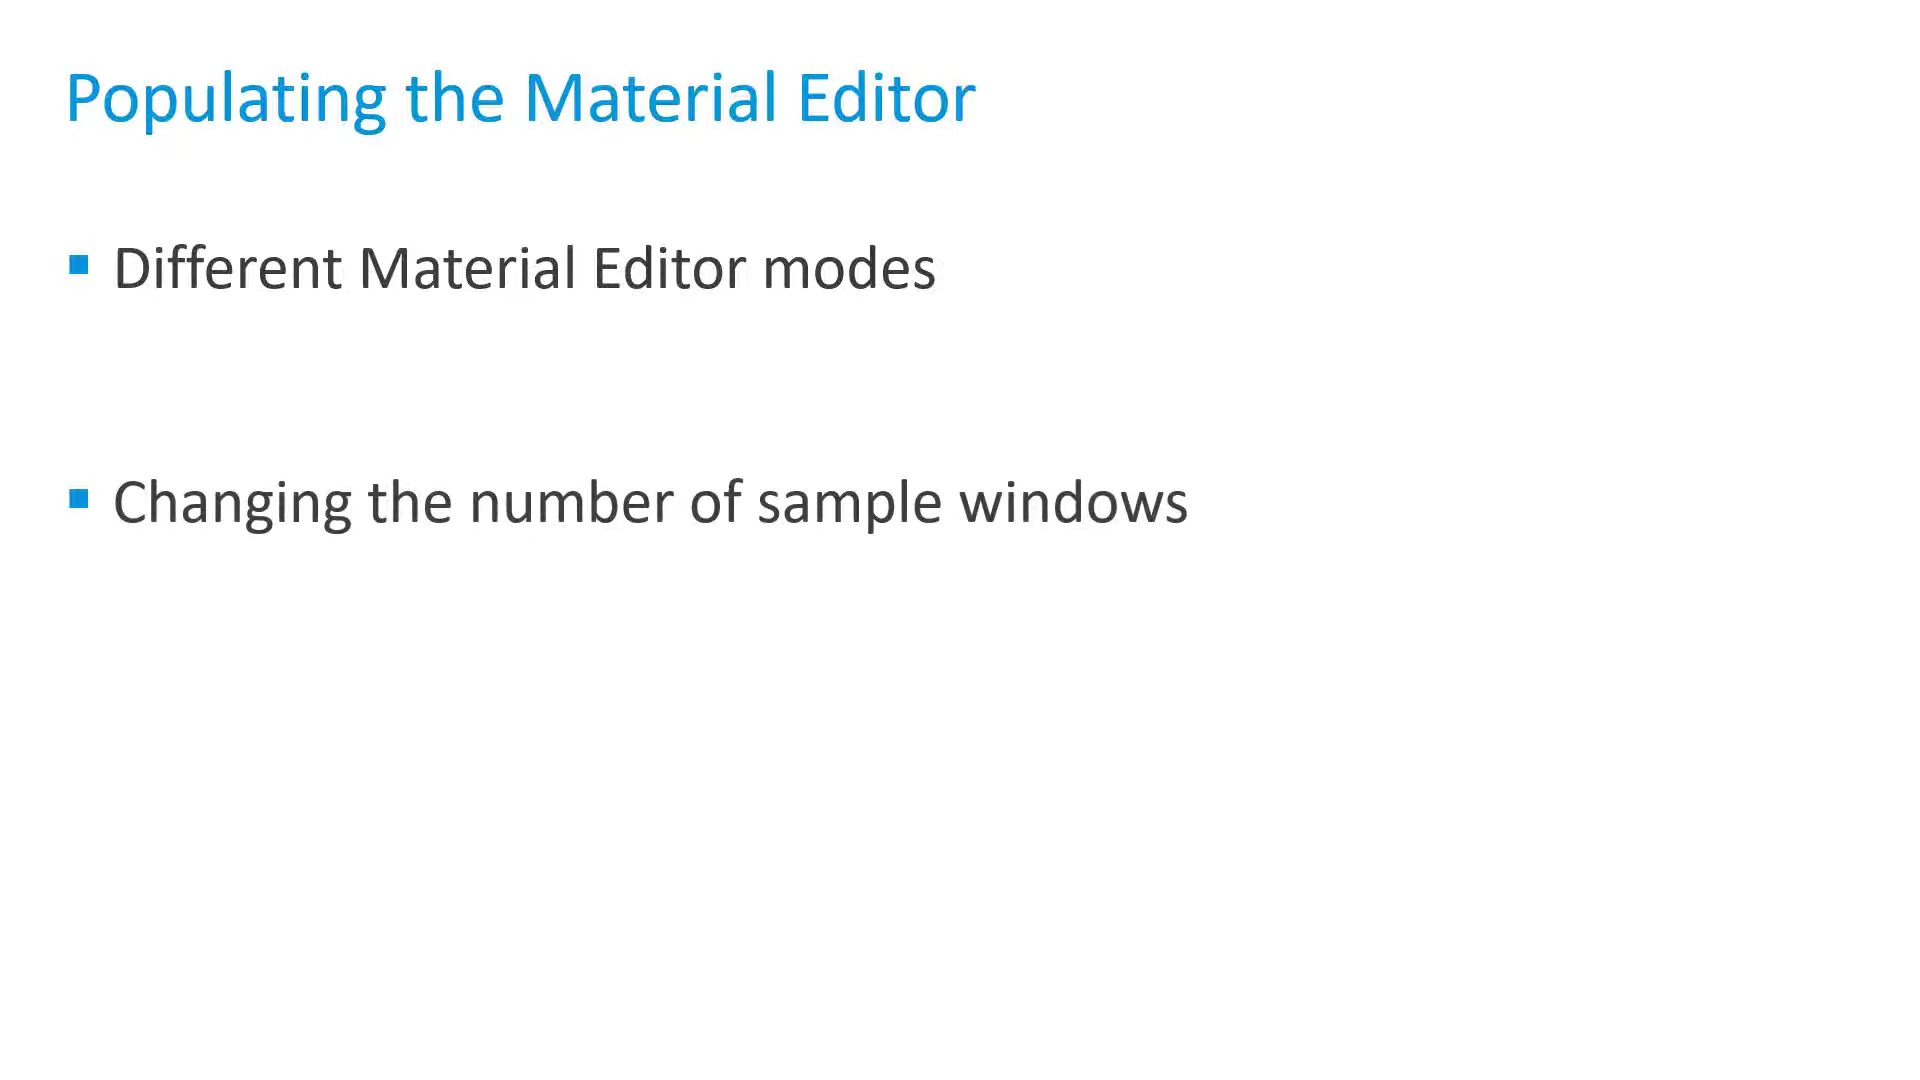 Populating the Material Editor
Different Material Editor modes
Changing the number of sample windows